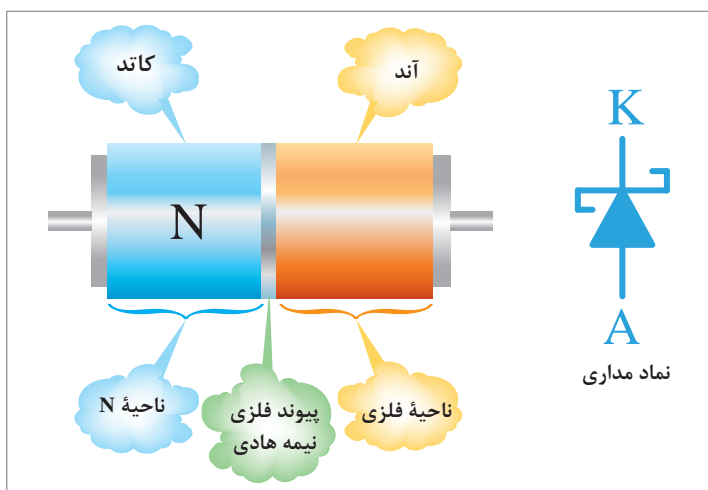 آند
کاتد
N
ناحیۀ فلزی
پیوند فلزی
نیمه هادی
ناحیۀ N
K
A
نماد مداری